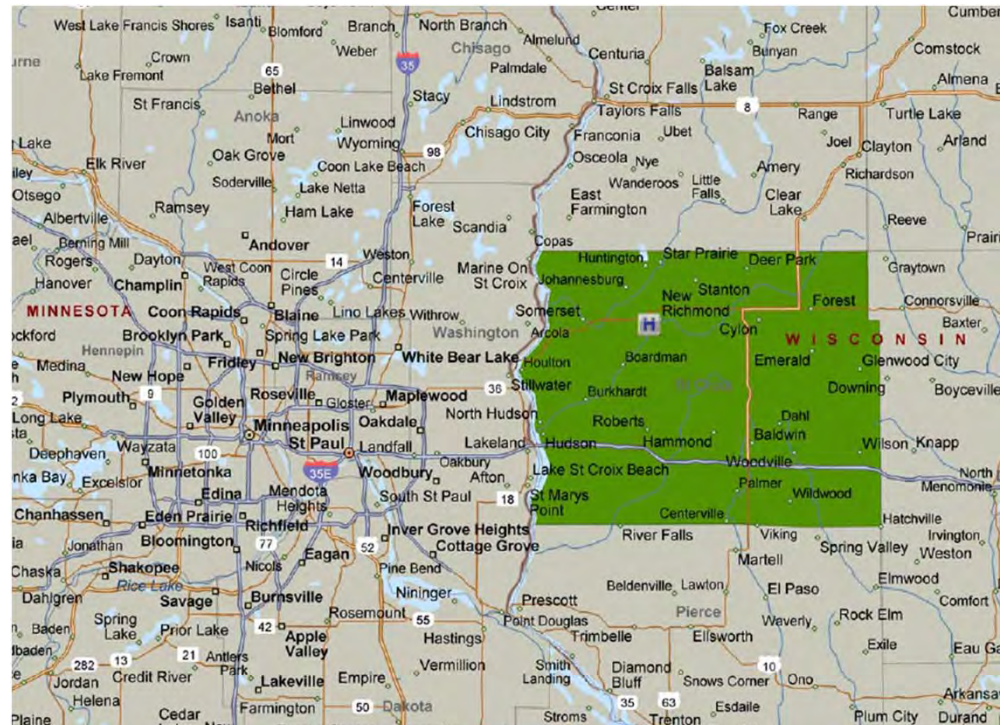 West Lake Francis Shores
Isanti
Blomford
Branch
North Branch
Center
Cumber
Weber
Chisago
Almelund
Fox Creek
Bunyan
Comstock
Crown
Lake Fremont
35
Palmdale
Centuria
Balsam
Lake
65
Bethel
Stacy
Lindstrom
St Croix Falls
Almena
St Francis
Anoka
Taylors Falls
8
Turtle Lake
Mort
Linwood
Wyoming
Chisago City
Franconia
Ubet
Range
Joel
Clayton
Arland
Lake
Elk River
Oak Grove
98
Coon Lake Beach
Osceola
Nye
Amery
Richardson
Otsego
Soderville
Lake Netta
Wanderoos
Little
Falls
Clear
Lake
Albertville
Ramsey
Ham Lake
Forest
Lake
Scandia
East
Farmington
Reeve
Berning Mill
Andover
Weston
Copas
Prairi
Rogers
Dayton
West Coon
Rapids
14
Marine On
St Croix
Huntington
Star Prairie
Deer Park
Graytown
Hanover
Champlin
Circle
Pines
Centerville
Johannesburg
Stanton
MINNESOTA
Coon Rapids
Blaine
Lino Lakes
Withrow
Somerset
New
Richmond
Forest
Connorsville
ockford
Brooklyn Park
Spring Lake Park
Washington
Arcola
H
Cylon
WISCONSIN
Baxter
Hennepin
Fridley
New Brighton
White Bear Lake
Houlton
Boardman
Emerald
Glenwood City
Medina
New Hope
Ramsey
36
Stillwater
Downing
Boyceville
Plymouth
9
Roseville
Gloster
Maplewood
Burkhardt
Long Lake
Golden
Valley
Minneapolis
Oakdale
North Hudson
Roberts
Dahl
Wayzata
St Paul
Landfall
Lakeland
Hudson
Hammond
Baldwin
Wilson
Knapp
Deephaven
100
Minnetonka
35E
Woodbury
Oakbury
Afton
Lake St Croix Beach
Woodville
North
Menomonie
nka Bay
Excelsior
Edina
Mendota
Heights
South St Paul
18
St Marys
Point
Palmer
Wildwood
Chanhassen
Eden Prairie
Richfield
Inver Grove Heights
Centerville
Hatchville
Jonathan
Bloomington
77
52
Cottage Grove
River Falls
Viking
Spring Valley
Irvington
Weston
Chaska
Shakopee
Nicols
Eagan
Pine Bend
Martell
Dahlgren
Rice Lake
Savage
Burnsville
Nininger
Beldenville
Lawton
El Paso
Elmwood
Comfort
Baden
Spring
Lake
Prior Lake
42
Apple
Valley
Rosemount
55
Prescott
Point Douglas
Pierce
Waverly
Rock Elm
dbaden
282
13
21
Antlers
Park
Hastings
Trimbelle
Ellsworth
Exile
Eau Ga
Jordan
Credit River
Vermillion
Smith
Landing
Diamond
Bluff
10
Helena
Lakeville
Empire
Snows Corner
Ono
Arkansa
Plaine
Cedar
Farmington
50
Dakota
Stroms
35
63
Trenton
Esdaile
Plum City
Durand